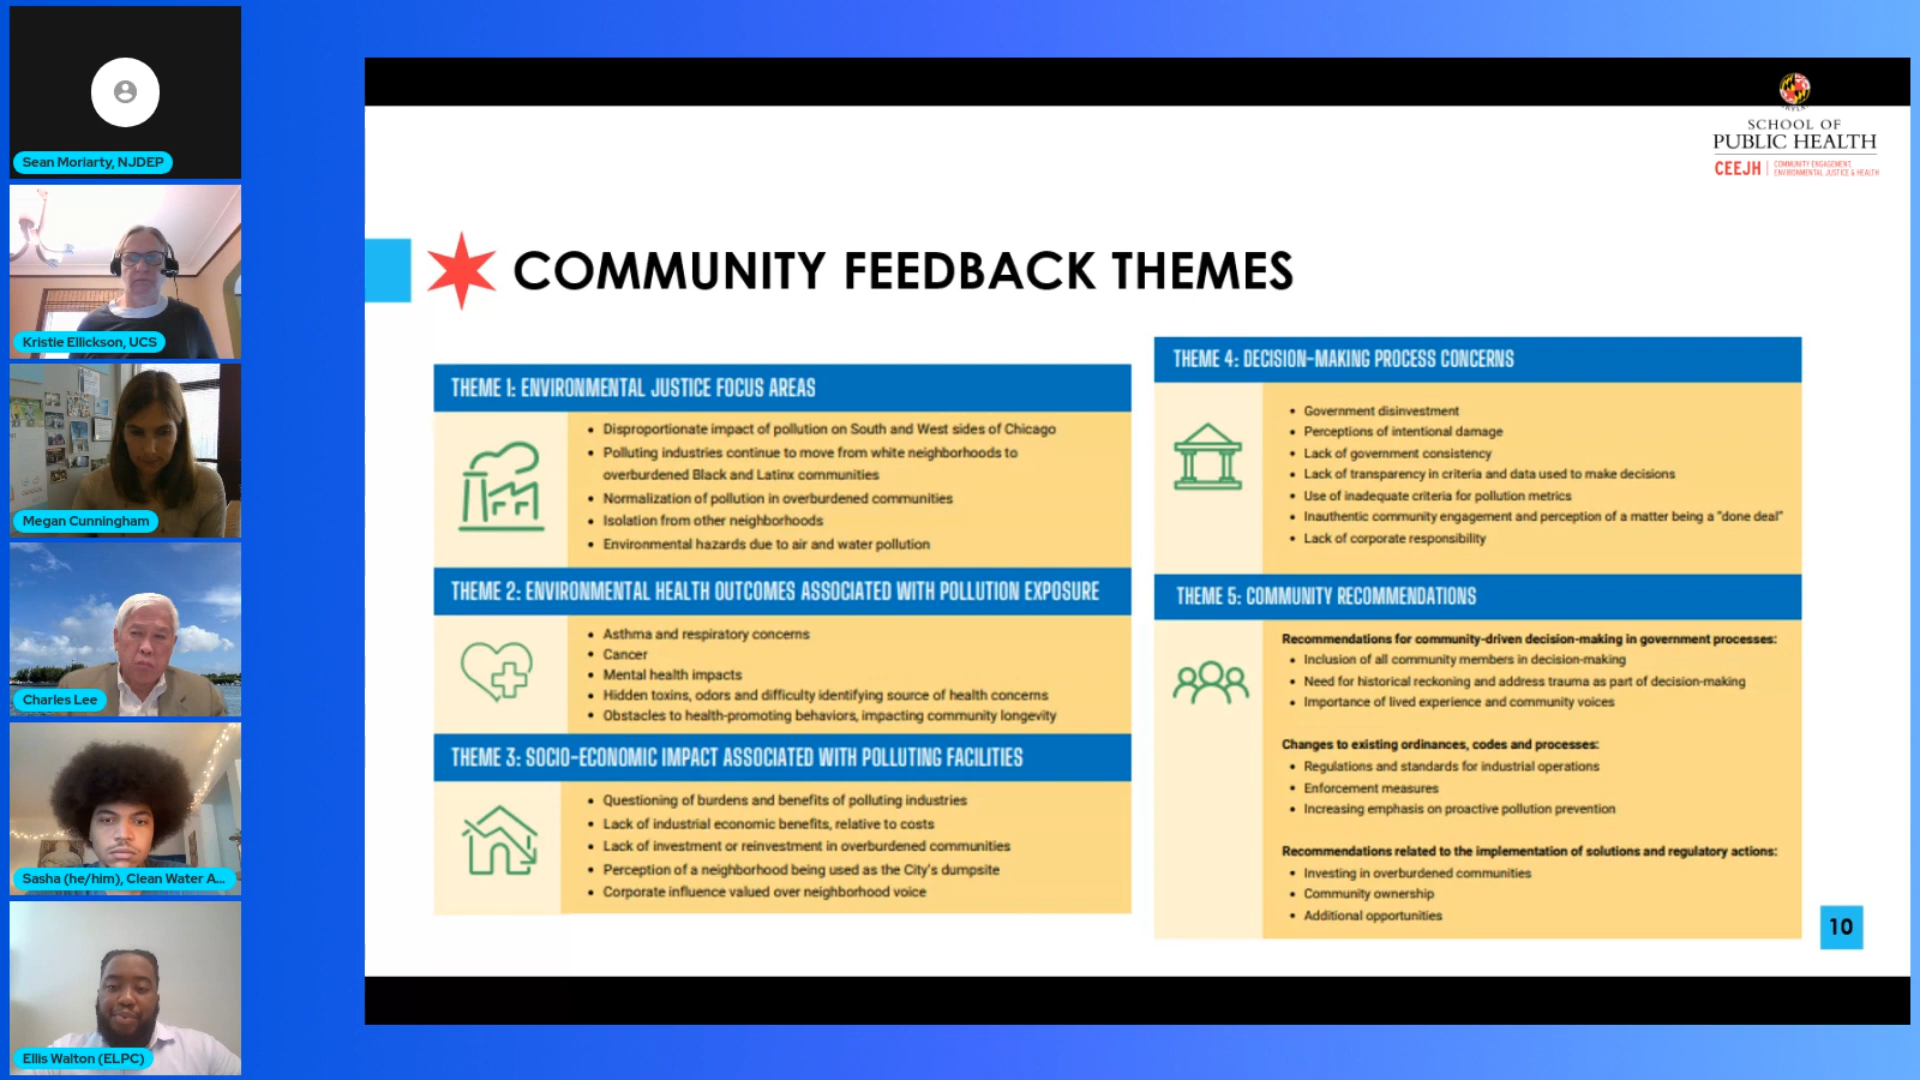 Sean Moriarty, NJDEP
Kristie Ellickson, UCS
Megan Cunningham
Charles Lee
Sasha (he/him), Clean Water A...
Ellis Walton (ELPC)
SCHOOL OF
PUBLIC HEALTH
CEEJH
COMMUNITY ENGAGEMENT,
ENVIRONMENTAL JUSTICE & HEALTH
COMMUNITY FEEDBACK THEMES
THEME 1: ENVIRONMENTAL JUSTICE FOCUS AREAS
• Disproportionate impact of pollution on South and West sides of Chicago
• Polluting industries continue to move from white neighborhoods to
overburdened Black and Latinx communities
• Normalization of pollution in overburdened communities
• Isolation from other neighborhoods
• Environmental hazards due to air and water pollution
THEME 2: ENVIRONMENTAL HEALTH OUTCOMES ASSOCIATED WITH POLLUTION EXPOSURE
• Asthma and respiratory concerns
• Cancer
• Mental health impacts
• Hidden toxins, odors and difficulty identifying source of health concerns
• Obstacles to health-promoting behaviors, impacting community longevity
THEME 3: SOCIO-ECONOMIC IMPACT ASSOCIATED WITH POLLUTING FACILITIES
• Questioning of burdens and benefits of polluting industries
• Lack of industrial economic benefits, relative to costs
• Lack of investment or reinvestment in overburdened communities
• Perception of a neighborhood being used as the City's dumpsite
• Corporate influence valued over neighborhood voice
THEME 4: DECISION-MAKING PROCESS CONCERNS
• Government disinvestment
• Perceptions of intentional damage
• Lack of government consistency
• Lack of transparency in criteria and data used to make decisions
• Use of inadequate criteria for pollution metrics
• Inauthentic community engagement and perception of a matter being a "done deal"
• Lack of corporate responsibility
THEME 5: COMMUNITY RECOMMENDATIONS
Recommendations for community-driven decision-making in government processes:
• Inclusion of all community members in decision-making
• Need for historical reckoning and address trauma as part of decision-making
• Importance of lived experience and community voices
Changes to existing ordinances, codes and processes:
• Regulations and standards for industrial operations
• Enforcement measures
• Increasing emphasis on proactive pollution prevention
Recommendations related to the implementation of solutions and regulatory actions:
• Investing in overburdened communities
• Community ownership
• Additional opportunities
10